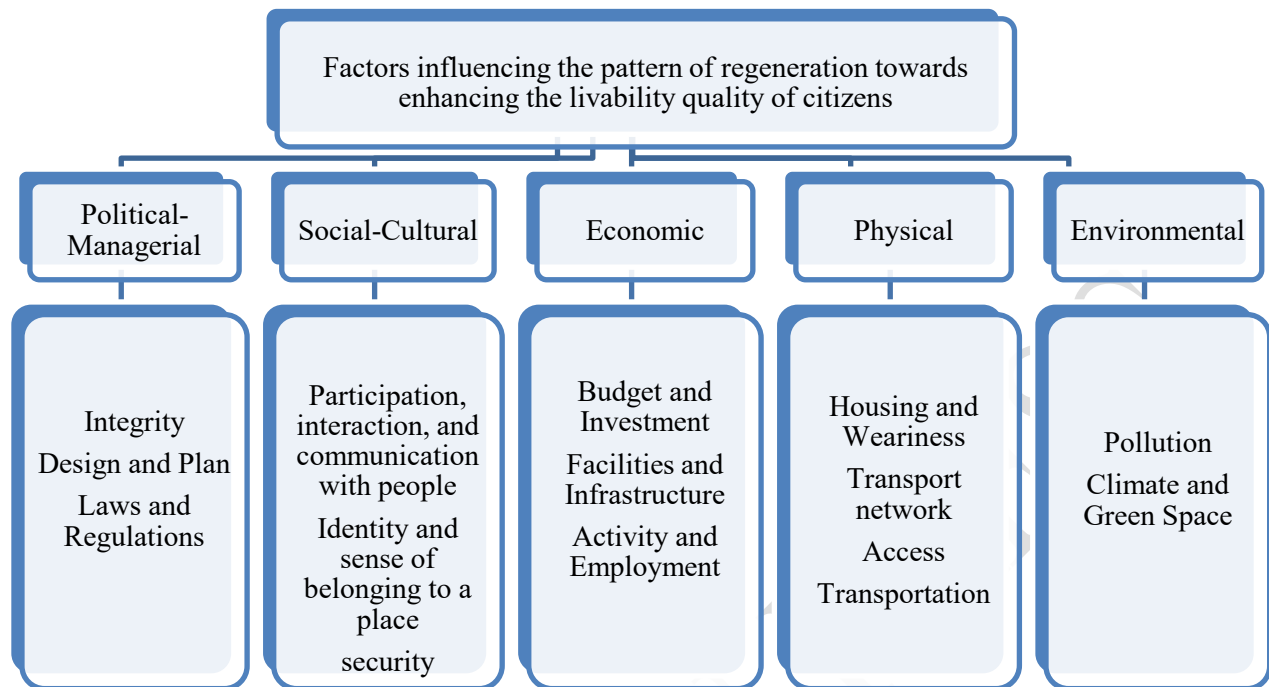 Factors influencing the pattern of regeneration towards
enhancing the livability quality of citizens
Political-
Managerial
Social-Cultural
Economic
Physical
Environmental
Integrity
Design and Plan
Laws and
Regulations
Participation,
interaction, and
communication
with people
Identity and
sense of
belonging to a
place
security
Budget and
Investment
Facilities and
Infrastructure
Activity and
Employment
Housing and
Weariness
Transport
network
Access
Transportation
Pollution
Climate and
Green Space